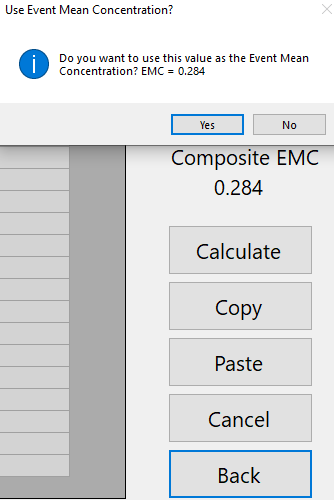 Use Event Mean Concentration?
Do you want to use this value as the Event Mean
Concentration? EMC = 0.284
Yes
No
Composite EMC
0.284
Calculate
Copy
Paste
Cancel
Back